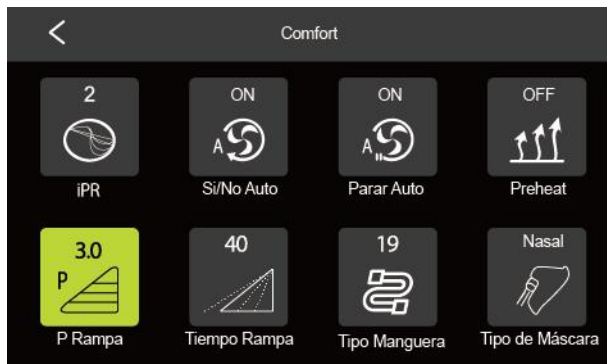 Comfort
2
ON
ON
OFF
A
A
iPR
Si/No Auto
Parar Auto
Preheat
3.0
40
19
Nasal
P
P Rampa
Tiempo Rampa
Tipo Manguera
Tipo de Máscara